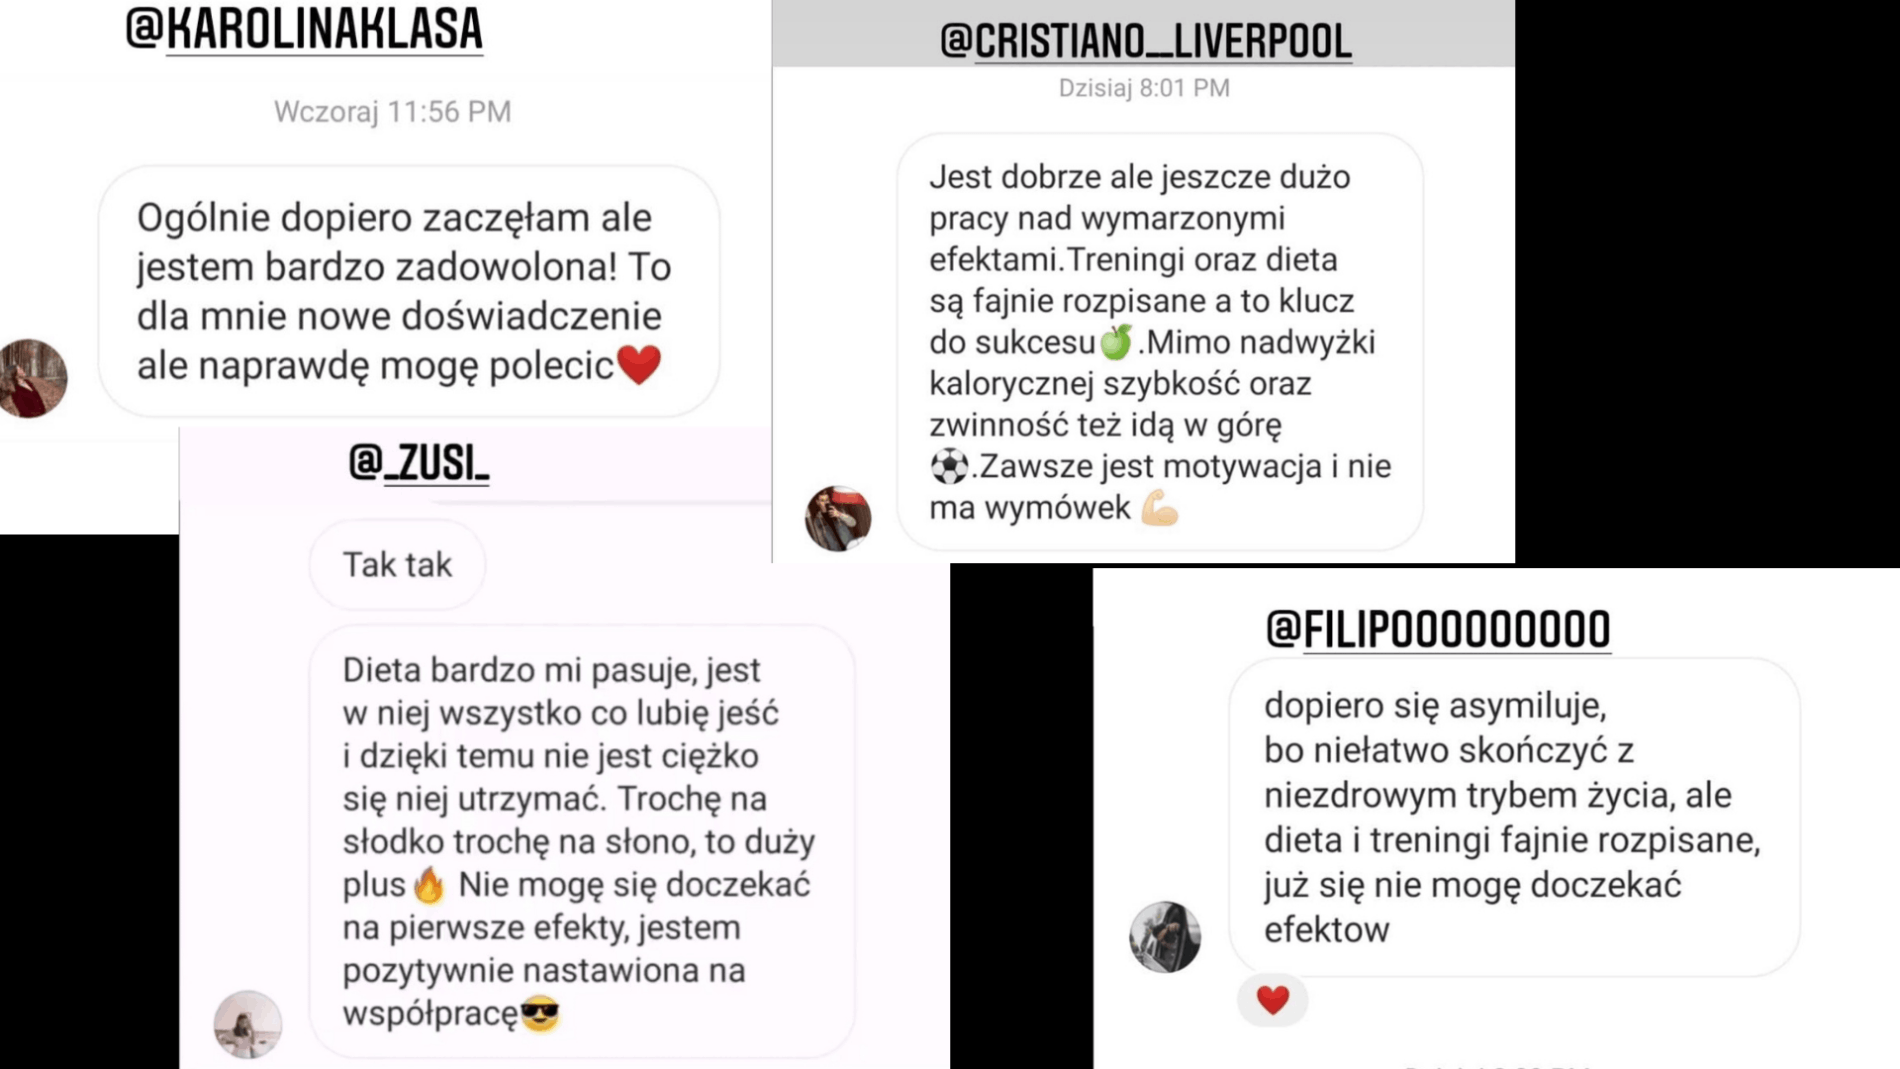 @KAROLINAKLASA
Wczoraj 11:56 PM
Ogólnie dopiero zaczęłam ale
jestem bardzo zadowolona! To
dla mnie nowe doświadczenie
ale naprawdę mogę polecic❤️
@CRISTIANO__LIVERPOOL
Dzisiaj 8:01 PM
Jest dobrze ale jeszcze dużo
pracy nad wymarzonymi
efektami.Treningi oraz dieta
są fajnie rozpisane a to klucz
do sukcesu🍏.Mimo nadwyżki
kalorycznej szybkość oraz
zwinność też idą w górę
⚽.Zawsze jest motywacja i nie
ma wymówek 💪🏻
@_ZUSI_
Tak tak
Dieta bardzo mi pasuje, jest
w niej wszystko co lubię jeść
i dzięki temu nie jest ciężko
się niej utrzymać. Trochę na
słodko trochę na słono, to duży
plus🔥 Nie mogę się doczekać
na pierwsze efekty, jestem
pozytywnie nastawiona na
współpracę😎
@FILIPOOOOOOOOO
dopiero się asymiluje,
bo niełatwo skończyć z
niezdrowym trybem życia, ale
dieta i treningi fajnie rozpisane,
już się nie mogę doczekać
efektow
❤️